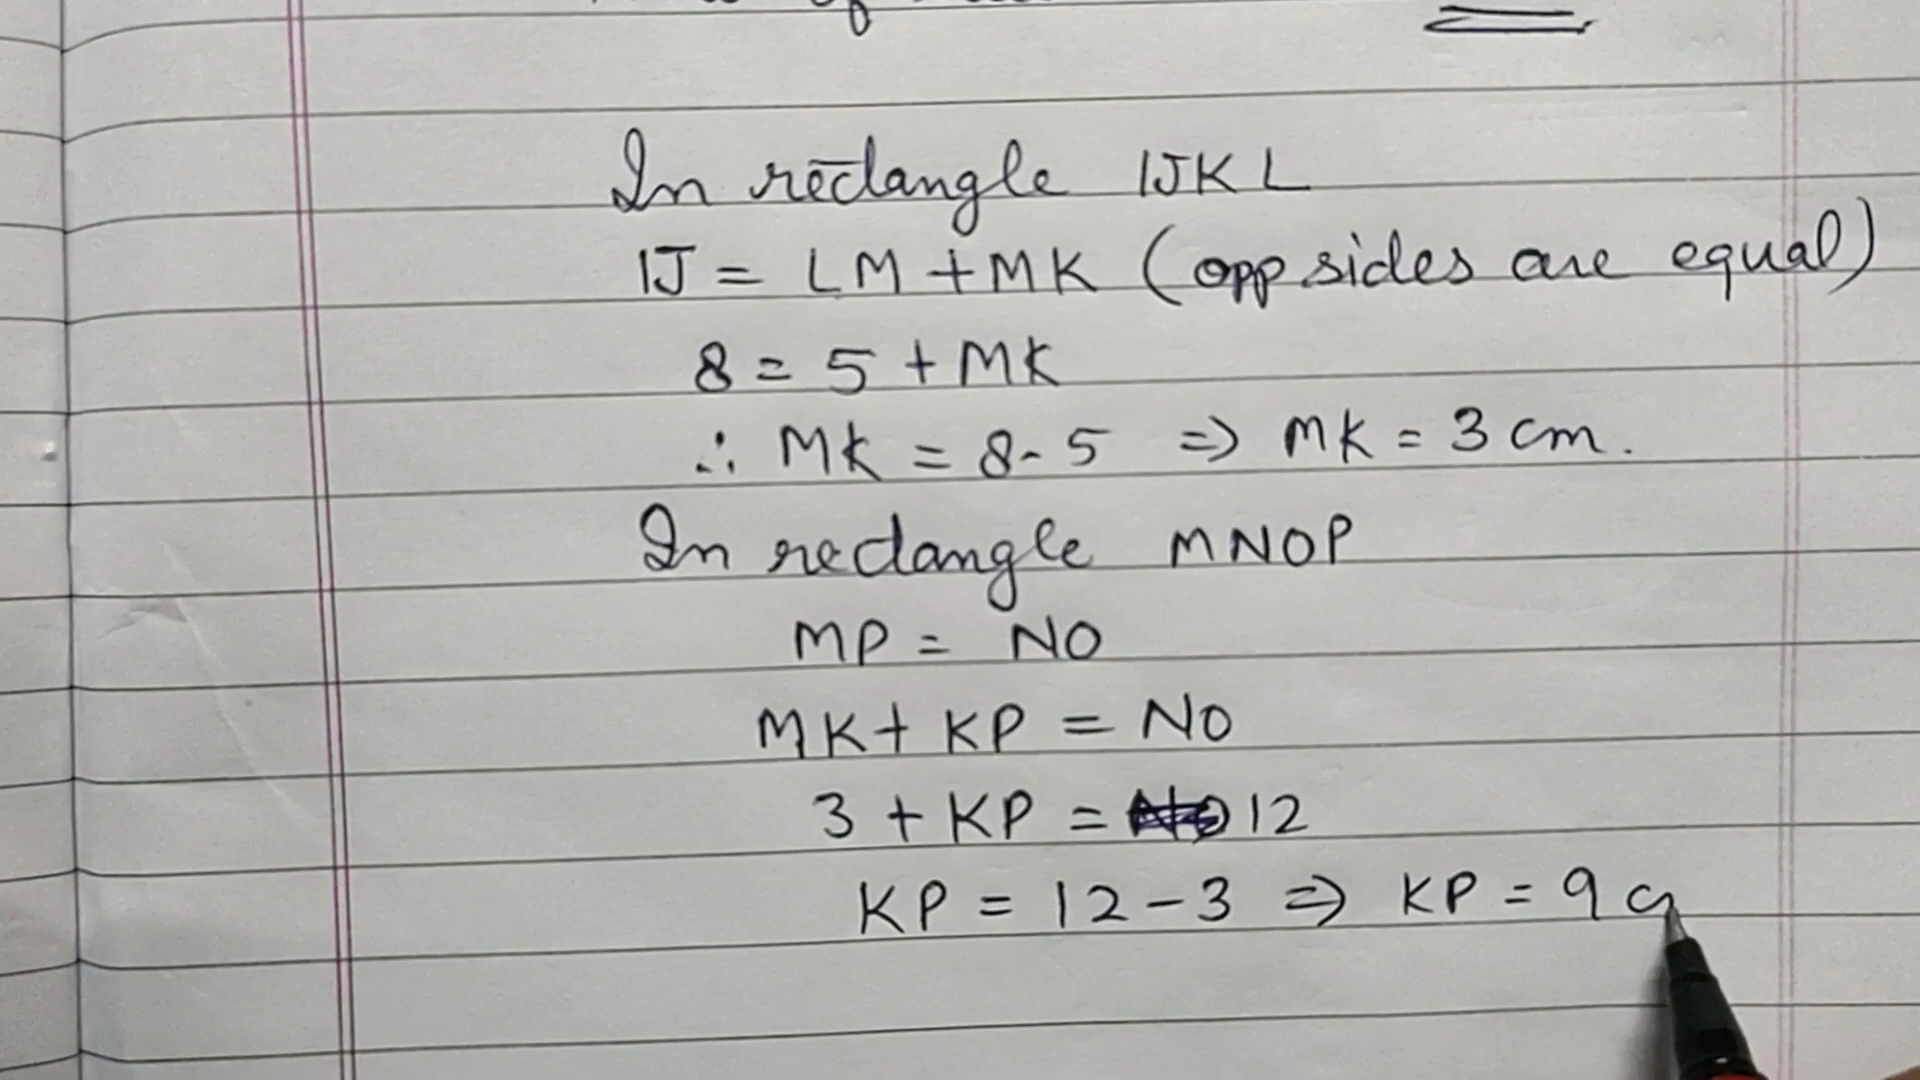 In rectangle IJKL
IJ = LM + MK (opp sides are equal)
8 = 5 + MK
∴ MK = 8 - 5 ⇒ MK = 3 cm.
In rectangle MNOP
MP = NO
MK + KP = NO
3 + KP = 12
KP = 12 - 3 ⇒ KP = 9 c